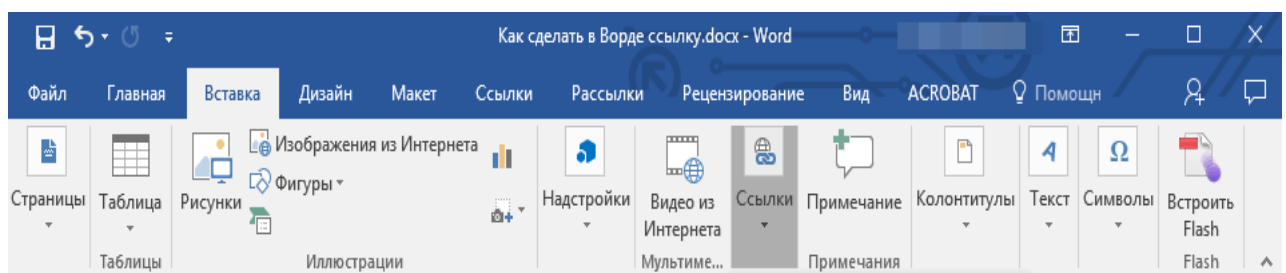 Как сделать в Ворде ссылку.docx - Word
Файл Главная Вставка Дизайн Макет Ссылки Рассылки Рецензирование Вид ACROBAT Помощн
Страницы Таблица Рисунки Изображения из Интернета
Фигуры
Надстройки Видео из Интернета Ссылки Примечание Колонтитулы Текст Символы Встроить Flash
Таблицы Иллюстрации Мультиме... Примечания Flash